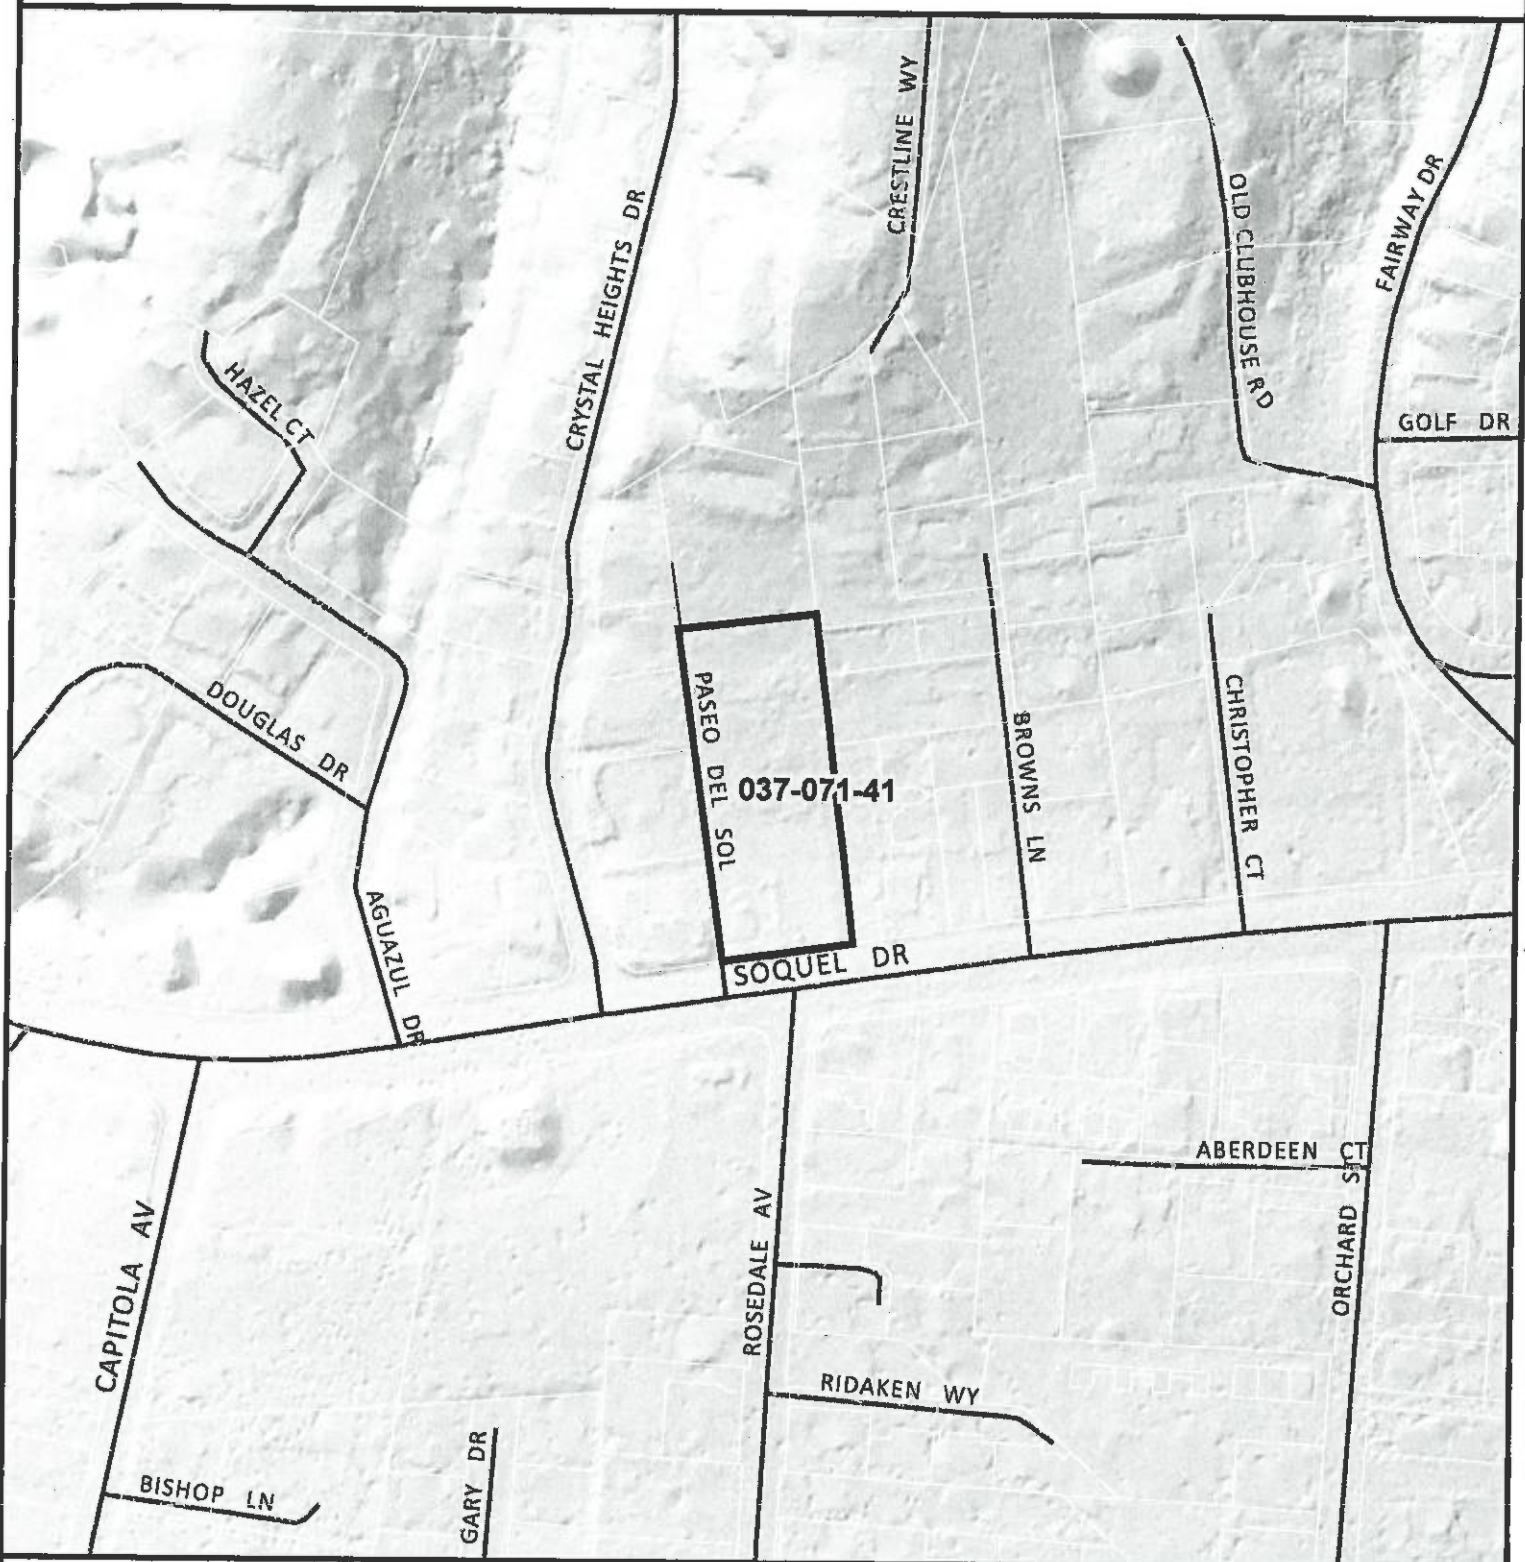 CRESTLINE WY
CRYSTAL HEIGHTS DR
OLD CLUBHOUSE RD
FAIRWAY DR
HAZEL CT
GOLF DR
DOUGLAS DR
PASEO DEL SOL
037-071-41
BROWNS LN
CHRISTOPHER CT
AGUAZUL DR
SOQUEL DR
ABERDEEN CT
ORCHARD ST
CAPITOLA AV
ROSEDALE AV
RIDAKEN WY
BISHOP LN
GARY DR